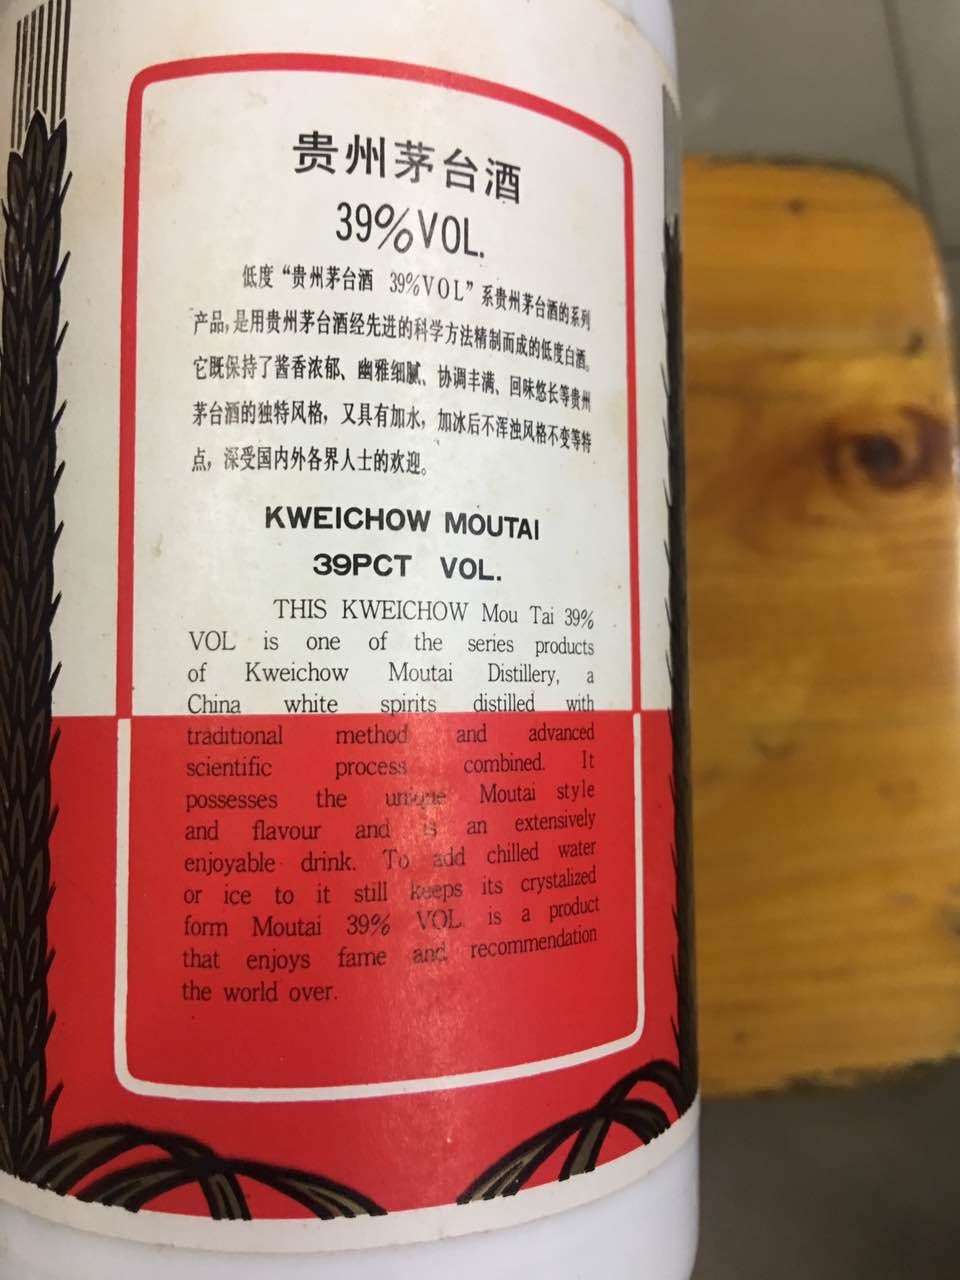 贵州茅台酒
39%VOL.
低度“贵州茅台酒 39%VOL”系贵州茅台酒的系列
产品,是用贵州茅台酒经先进的科学方法精制而成的低度白酒。
它既保持了酱香浓郁、幽雅细腻、协调丰满、回味悠长等贵州
茅台酒的独特风格，又具有加水，加冰后不浑浊风格不变等特
点，深受国内外各界人士的欢迎。
KWEICHOW MOUTAI
39PCT VOL.
THIS KWEICHOW Mou Tai 39%
VOL is one of the series products
of Kweichow Moutai Distillery, a
China white spirits distilled with
traditional method and advanced
scientific process combined. It
possesses the unique Moutai style
and flavour and is an extensively
enjoyable drink. To add chilled water
or ice to it still keeps its crystalized
form Moutai 39% VOL. is a product
that enjoys fame and recommendation
the world over.